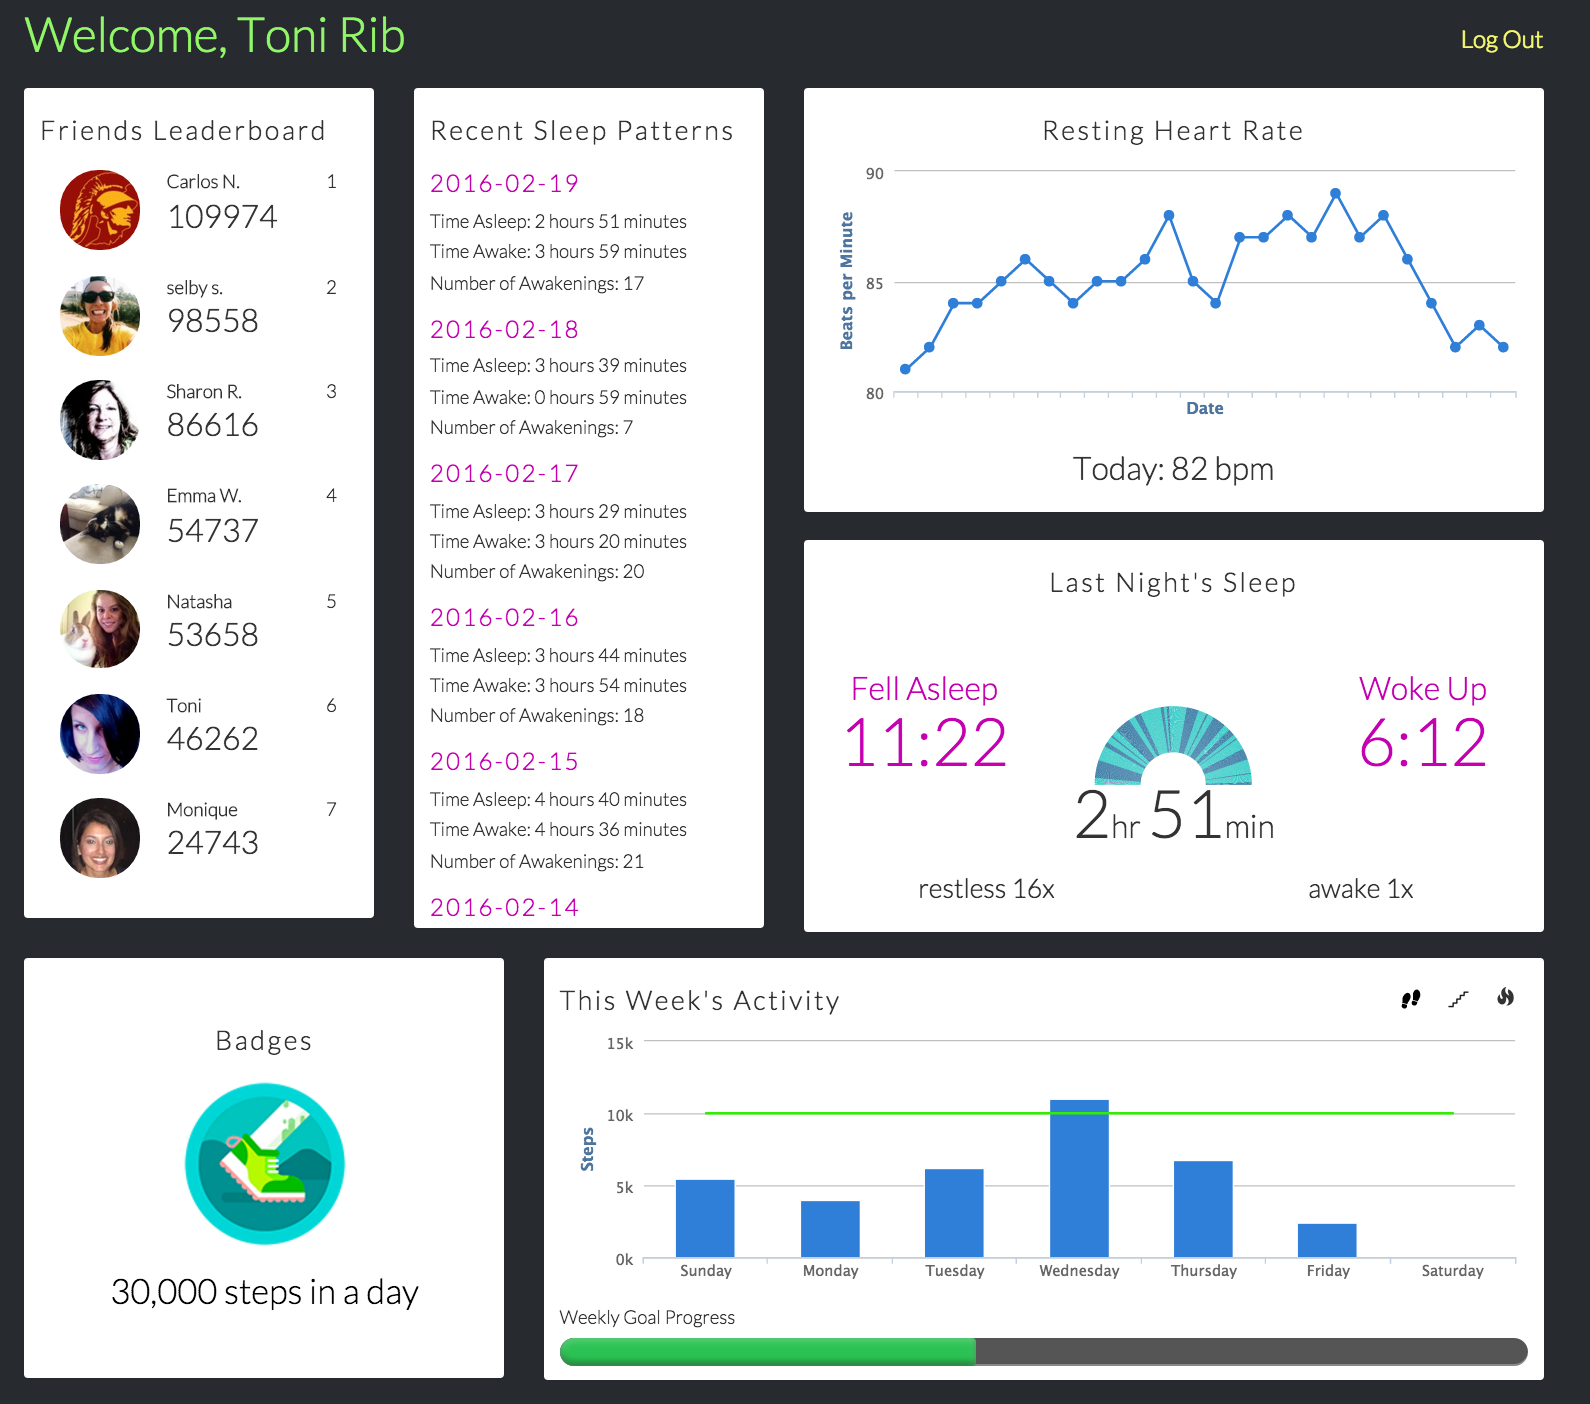 Welcome, Toni Rib
Log Out
Friends Leaderboard
Carlos N. 1
109974
selby s. 2
98558
Sharon R. 3
86616
Emma W. 4
54737
Natasha 5
53658
Toni 6
46262
Monique 7
24743
Recent Sleep Patterns
2016-02-19
Time Asleep: 2 hours 51 minutes
Time Awake: 3 hours 59 minutes
Number of Awakenings: 17
2016-02-18
Time Asleep: 3 hours 39 minutes
Time Awake: 0 hours 59 minutes
Number of Awakenings: 7
2016-02-17
Time Asleep: 3 hours 29 minutes
Time Awake: 3 hours 20 minutes
Number of Awakenings: 20
2016-02-16
Time Asleep: 3 hours 44 minutes
Time Awake: 3 hours 54 minutes
Number of Awakenings: 18
2016-02-15
Time Asleep: 4 hours 40 minutes
Time Awake: 4 hours 36 minutes
Number of Awakenings: 21
2016-02-14
Resting Heart Rate
90
85
80
Beats per Minute
Date
Today: 82 bpm
Last Night's Sleep
Fell Asleep
11:22
Woke Up
6:12
2hr 51min
restless 16x
awake 1x
Badges
30,000 steps in a day
This Week's Activity
15k
10k
5k
0k
Steps
Sunday Monday Tuesday Wednesday Thursday Friday Saturday
Weekly Goal Progress